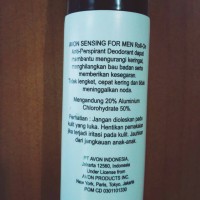 AVON SENSING FOR MEN Roll-On
Anti-Perspirant Deodorant dapat
membantu mengurangi keringat,
menghilangkan bau badan serta
memberikan kesegaran.
Tidak lengket, cepat kering dan tidak
meninggalkan noda.
Mengandung 20% Aluminium
Chlorohydrate 50%.
Perhatian : Jangan dioleskan pada
kulit yang luka. Hentikan pemakaian
jika terjadi iritasi pada kulit. Jauhkan
dari jangkauan anak-anak.
PT AVON INDONESIA,
Jakarta 12560, Indonesia
Under License from
AVON PRODUCTS INC.
New York, Paris, Tokyo, Jakarta
POM CD